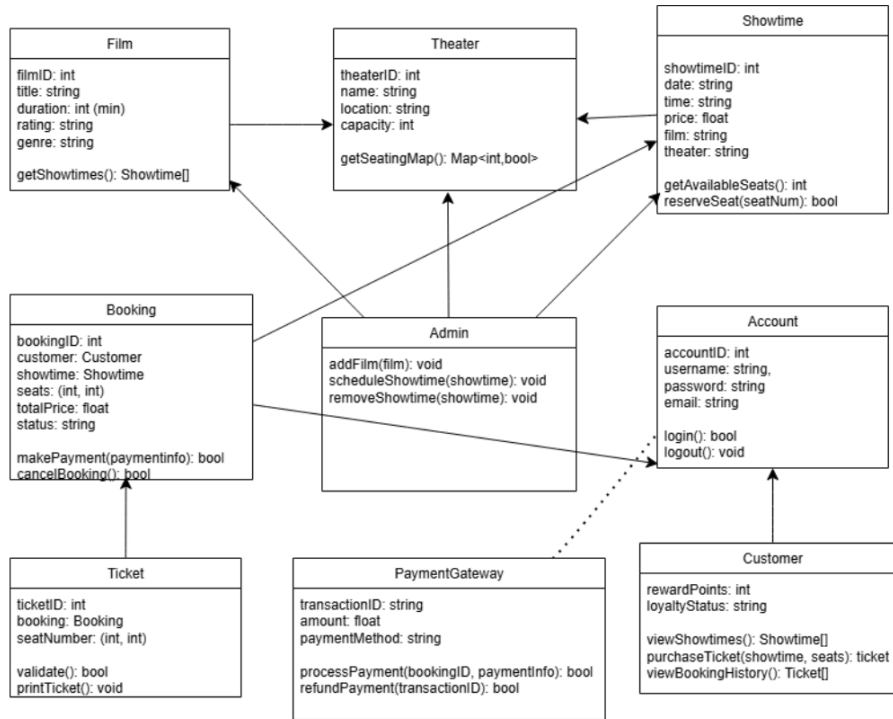 Film
filmID: int
title: string
duration: int (min)
rating: string
genre: string
getShowtimes(): Showtime[]
Theater
theaterID: int
name: string
location: string
capacity: int
getSeatingMap(): Map<int,bool>
Showtime
showtimeID: int
date: string
time: string
price: float
film: string
theater: string
getAvailableSeats(): int
reserveSeat(seatNum): bool
Booking
bookingID: int
customer: Customer
showtime: Showtime
seats: (int, int)
totalPrice: float
status: string
makePayment(paymentinfo): bool
cancelBooking(): bool
Admin
addFilm(film): void
scheduleShowtime(showtime): void
removeShowtime(showtime): void
Account
accountID: int
username: string,
password: string
email: string
login(): bool
logout(): void
Ticket
ticketID: int
booking: Booking
seatNumber: (int, int)
validate(): bool
printTicket(): void
PaymentGateway
transactionID: string
amount: float
paymentMethod: string
processPayment(bookingID, paymentInfo): bool
refundPayment(transactionID): bool
Customer
rewardPoints: int
loyaltyStatus: string
viewShowtimes(): Showtime[]
purchaseTicket(showtime, seats): ticket
viewBookingHistory(): Ticket[]